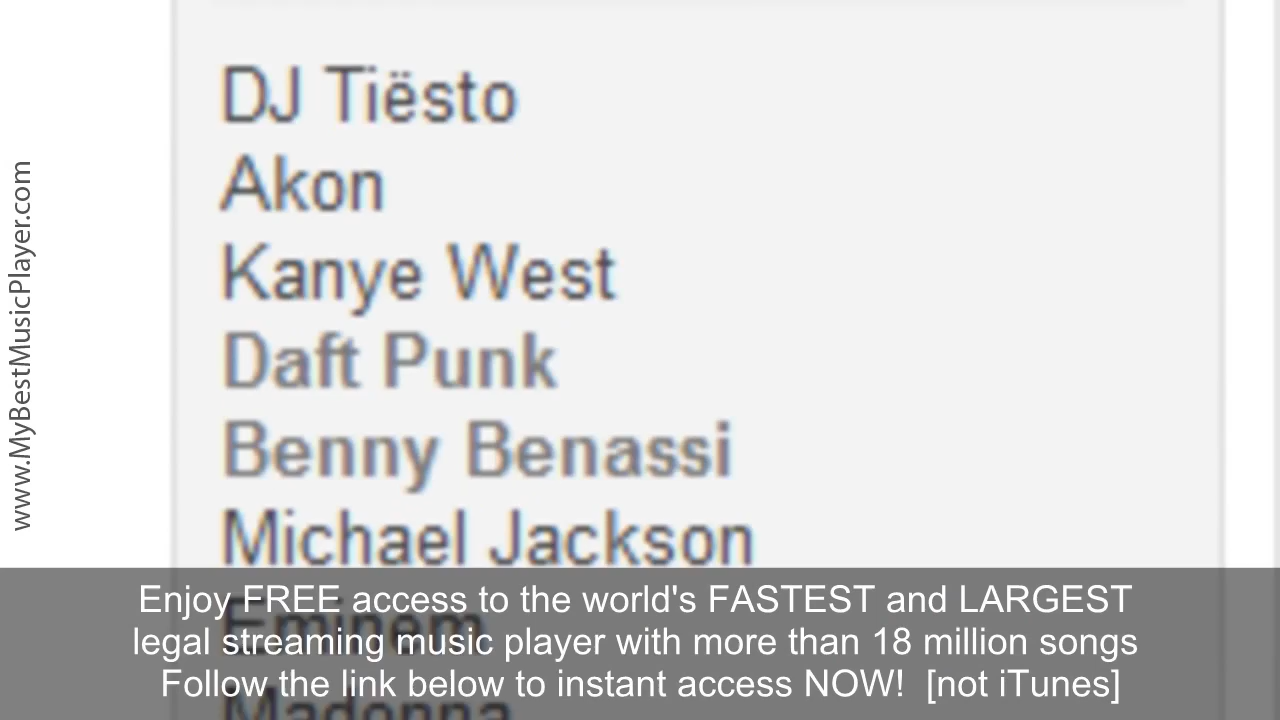 DJ Tiësto
Akon
Kanye West
Daft Punk
Benny Benassi
Michael Jackson
Eminem
Madonna
www.MyBestMusicPlayer.com
Enjoy FREE access to the world's FASTEST and LARGEST
legal streaming music player with more than 18 million songs
Follow the link below to instant access NOW!  [not iTunes]